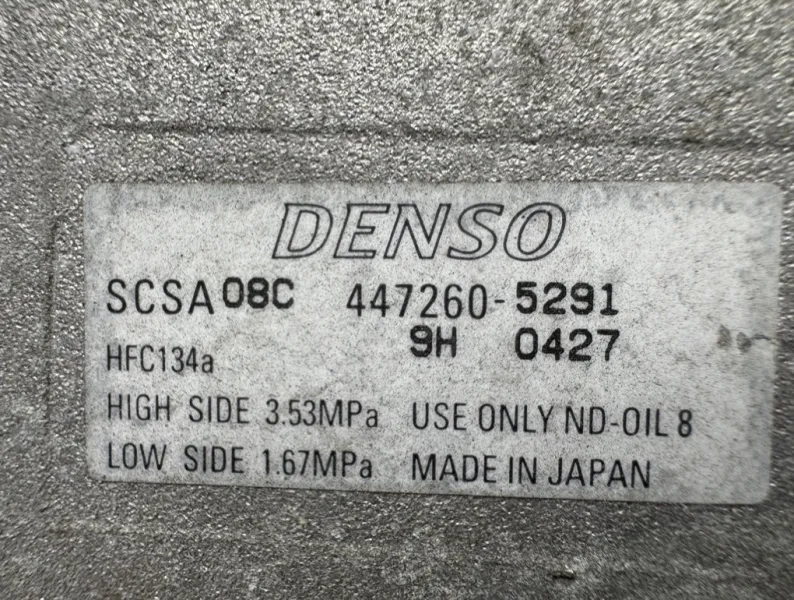 DENSO
SCSA08C 447260-5291
9H 0427
HFC134a
HIGH SIDE 3.53MPa USE ONLY ND-OIL 8
LOW SIDE 1.67MPa MADE IN JAPAN